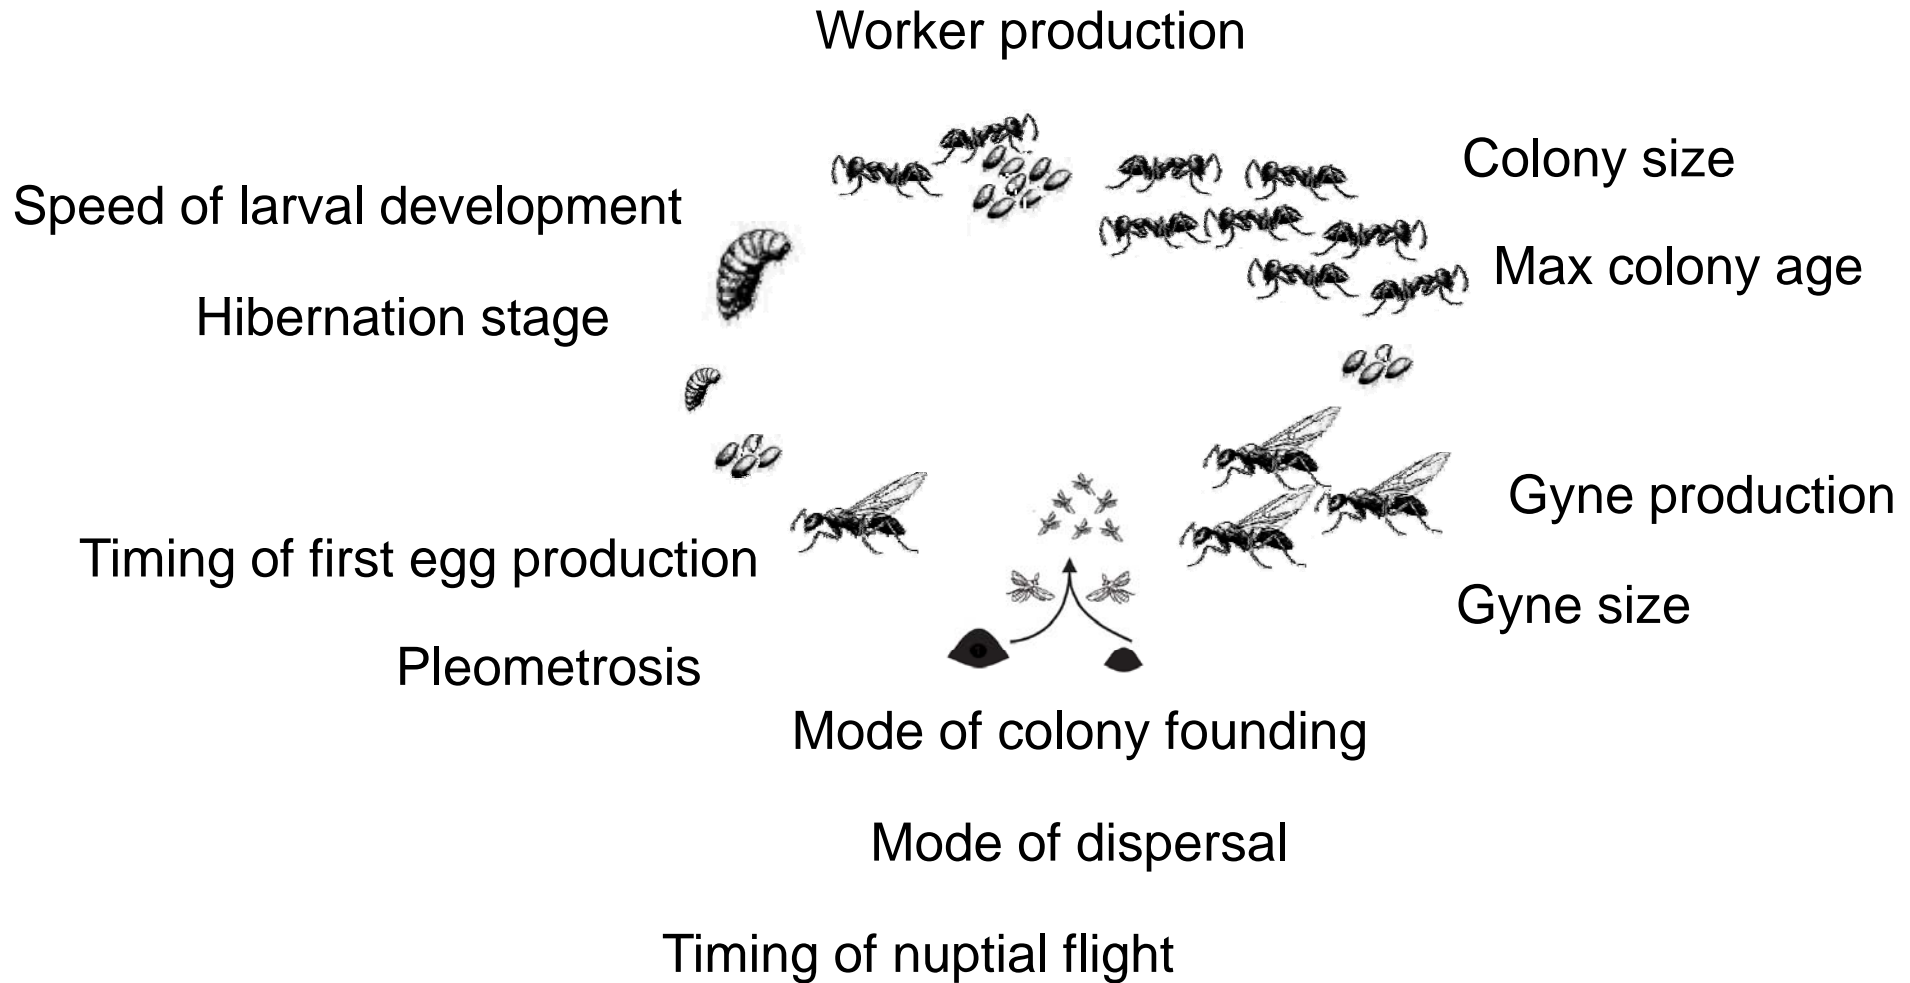 Worker production
Colony size
Speed of larval development
Max colony age
Hibernation stage
Gyne production
Timing of first egg production
Gyne size
Pleometrosis
Mode of colony founding
Mode of dispersal
Timing of nuptial flight